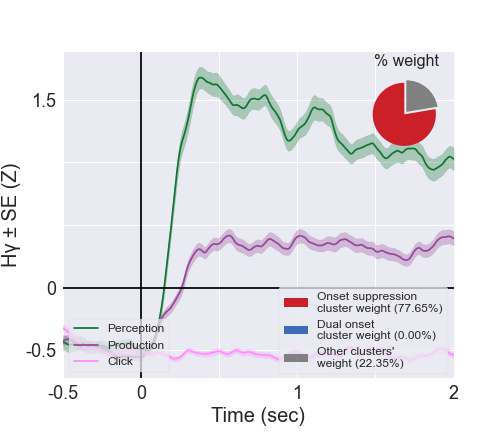 % weight
Hγ ± SE (Z)
1.5
0
-0.5
Perception
Production
Click
Onset suppression
cluster weight (77.65%)
Dual onset
cluster weight (0.00%)
Other clusters'
weight (22.35%)
-0.5 0 1 2
Time (sec)